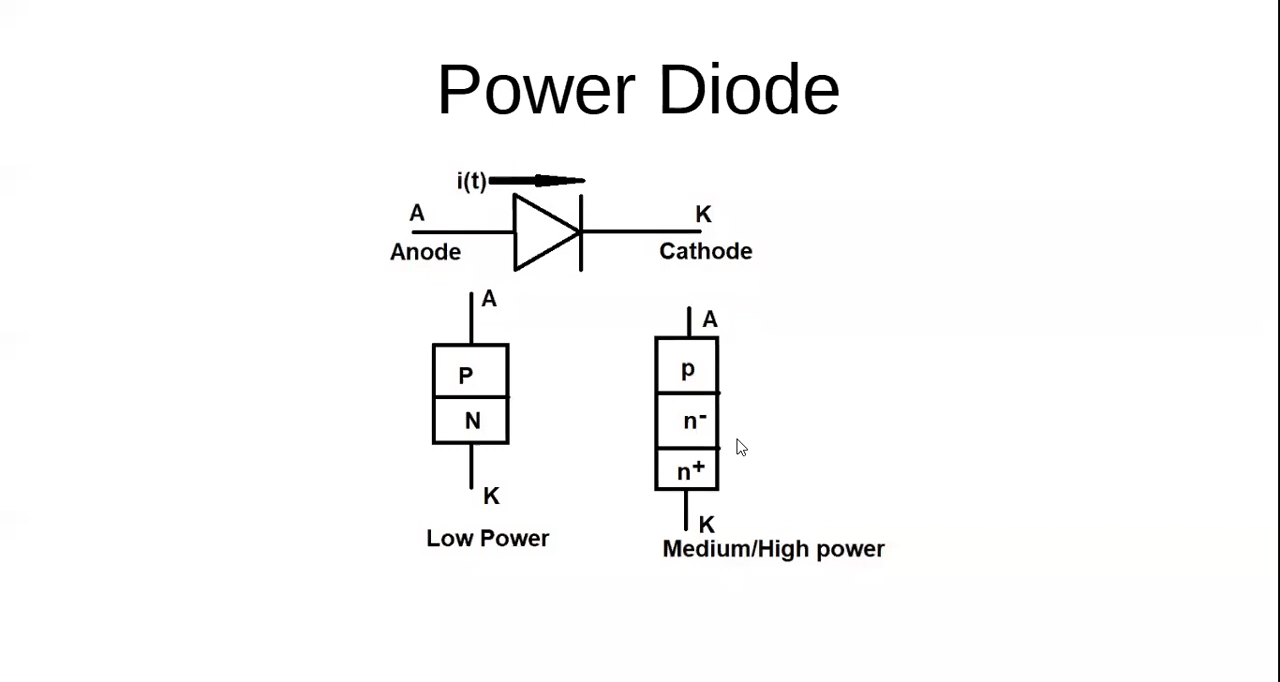 Power Diode
i(t)
A
K
Anode
Cathode
A
P
N
K
Low Power
A
p
n-
n+
K
Medium/High power